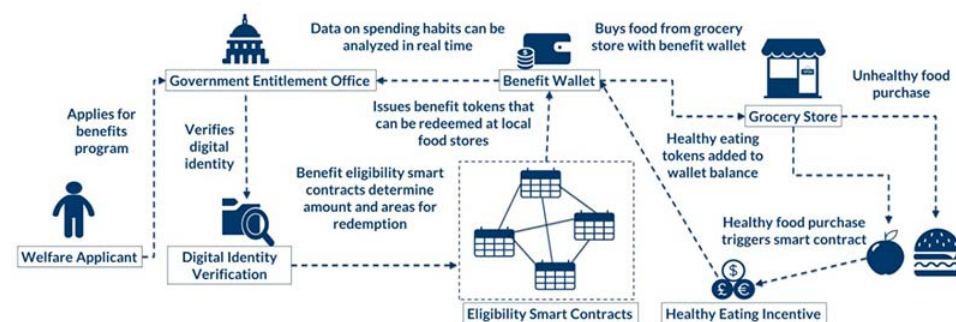 Data on spending habits can be
analyzed in real time
Buys food from grocery
store with benefit wallet
Unhealthy food
purchase
Government Entitlement Office
Benefit Wallet
Grocery Store
Applies for
benefits
program
Verifies
digital
identity
Issues benefit tokens that
can be redeemed at local
food stores
Healthy eating
tokens added to
wallet balance
Benefit eligibility smart
contracts determine
amount and areas for
redemption
Healthy food purchase
triggers smart contract
Welfare Applicant
Digital Identity
Verification
$
£
€
Eligibility Smart Contracts
Healthy Eating Incentive